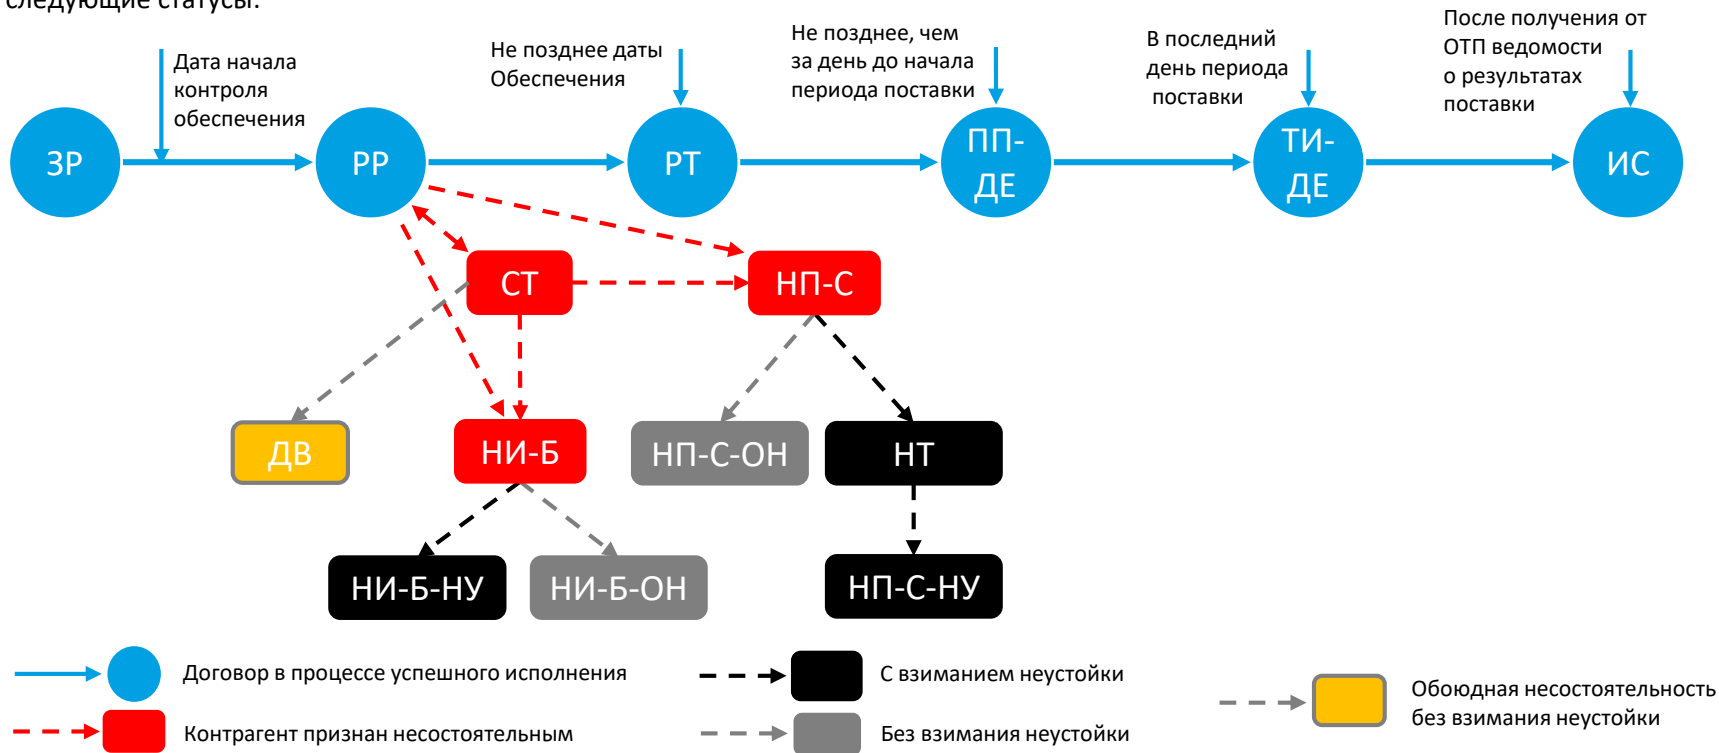 следующие статусы:
Дата начала
контроля
обеспечения
Не позднее даты
Обеспечения
Не позднее, чем
за день до начала
периода поставки
В последний
день периода
поставки
После получения от
ОТП ведомости
о результатах
поставки
ЗР
РР
РТ
ПП-
ДЕ
ТИ-
ДЕ
ИС
СТ
НП-С
ДВ
НИ-Б
НП-С-ОН
НТ
НИ-Б-НУ
НИ-Б-ОН
НП-С-НУ
Договор в процессе успешного исполнения
Контрагент признан несостоятельным
С взиманием неустойки
Без взимания неустойки
Обоюдная несостоятельность
без взимания неустойки